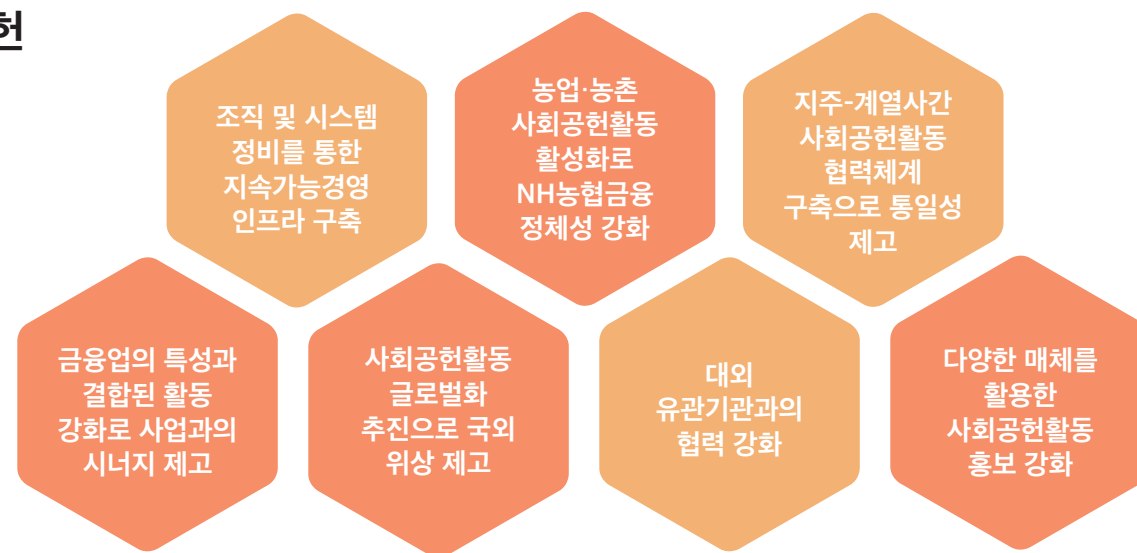 헌
조직 및 시스템
정비를 통한
지속가능경영
인프라 구축
농업·농촌
사회공헌활동
활성화로
NH농협금융
정체성 강화
지주-계열사간
사회공헌활동
협력체계
구축으로 통일성
제고
금융업의 특성과
결합된 활동
강화로 사업과의
시너지 제고
사회공헌활동
글로벌화
추진으로 국외
위상 제고
대외
유관기관과의
협력 강화
다양한 매체를
활용한
사회공헌활동
홍보 강화